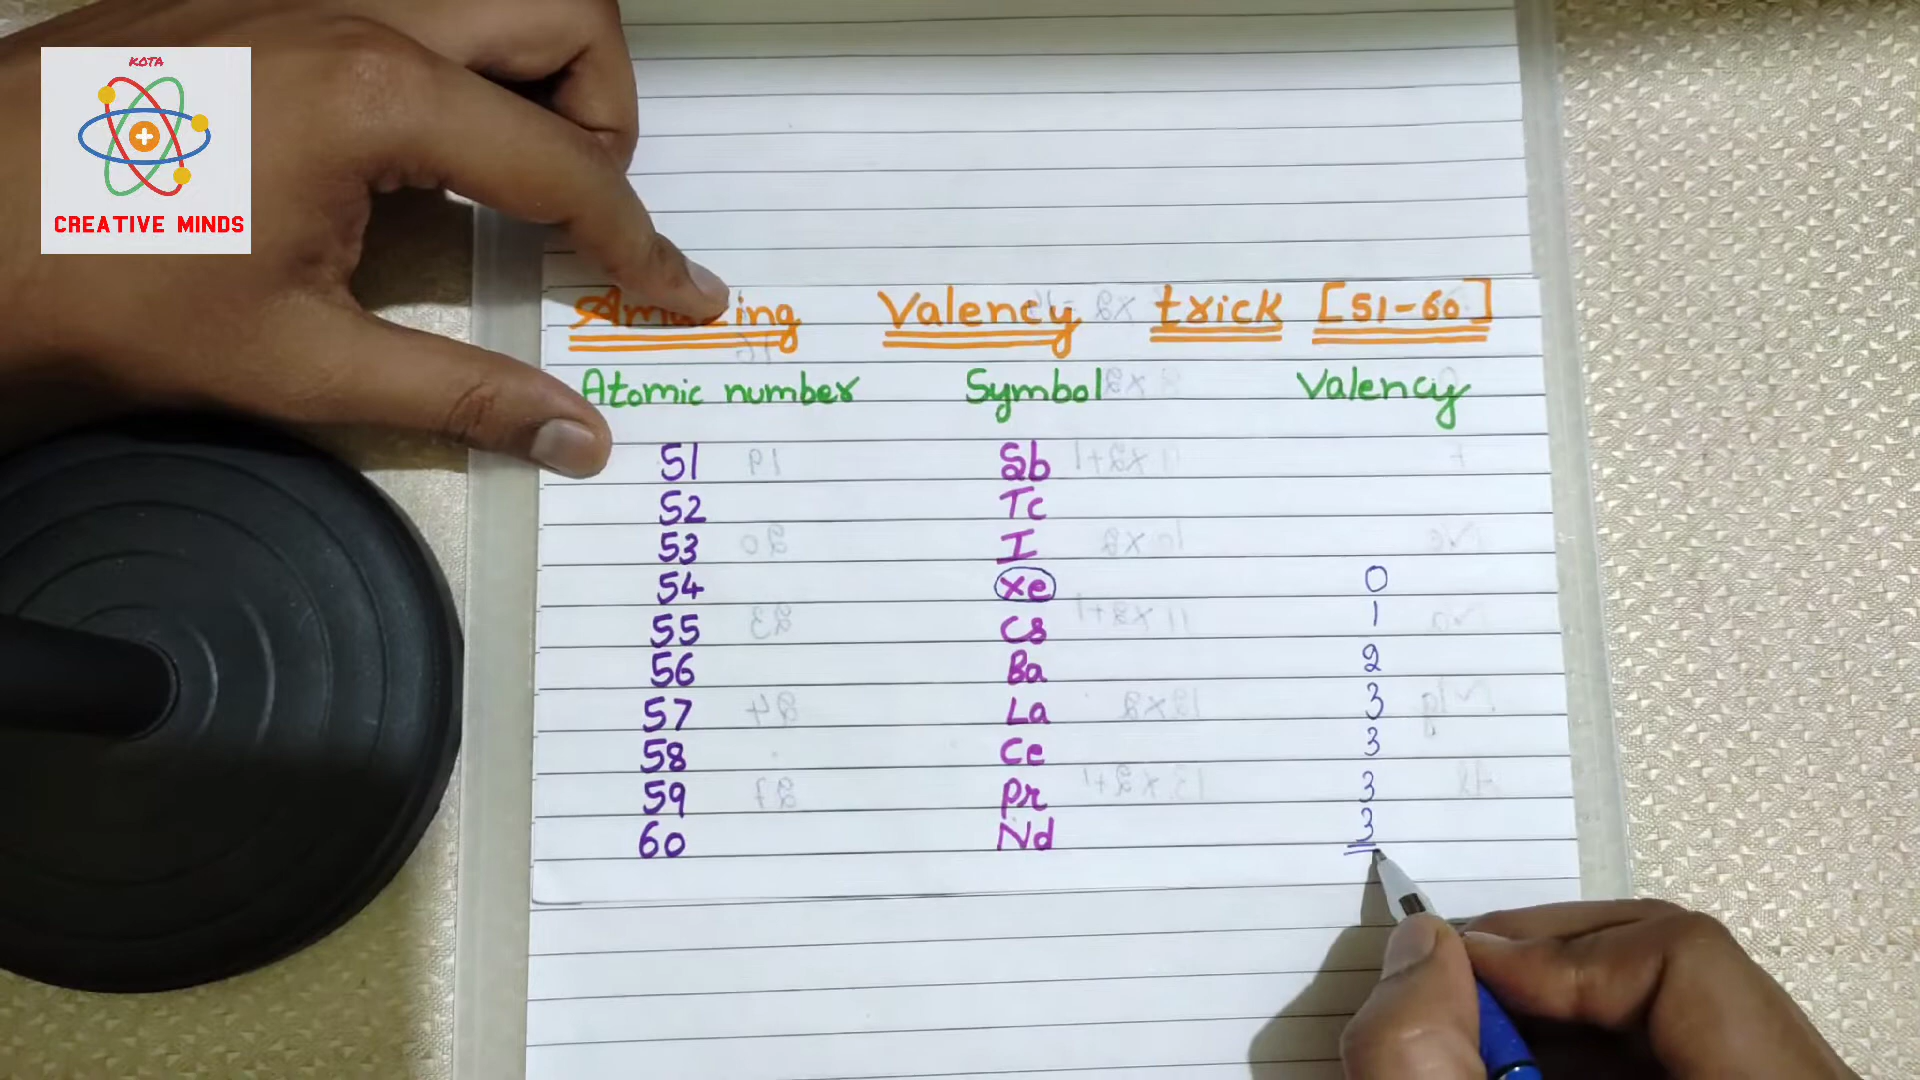 KOTA
CREATIVE MINDS
Amazing Valency trick [51-60]
Atomic number Symbol Valency
51 Sb
52 Tc
53 I
54 Xe 0
55 Cs 1
56 Ba 2
57 La 3
58 Ce 3
59 Pr 3
60 Nd 3